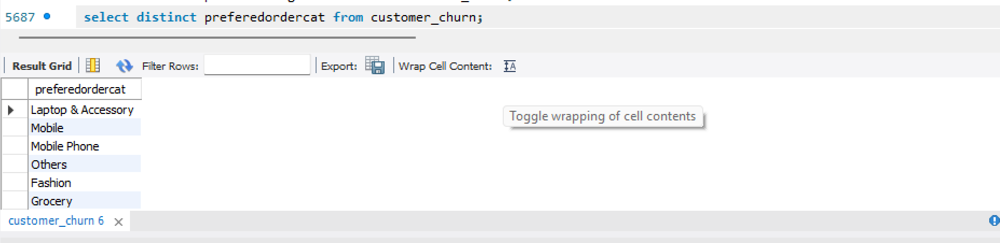 5687 select distinct preferedordercat from customer_churn;
Result Grid Filter Rows: Export: Wrap Cell Content: A
preferedordercat
Laptop & Accessory
Toggle wrapping of cell contents
Mobile
Mobile Phone
Others
Fashion
Grocery
customer_churn 6